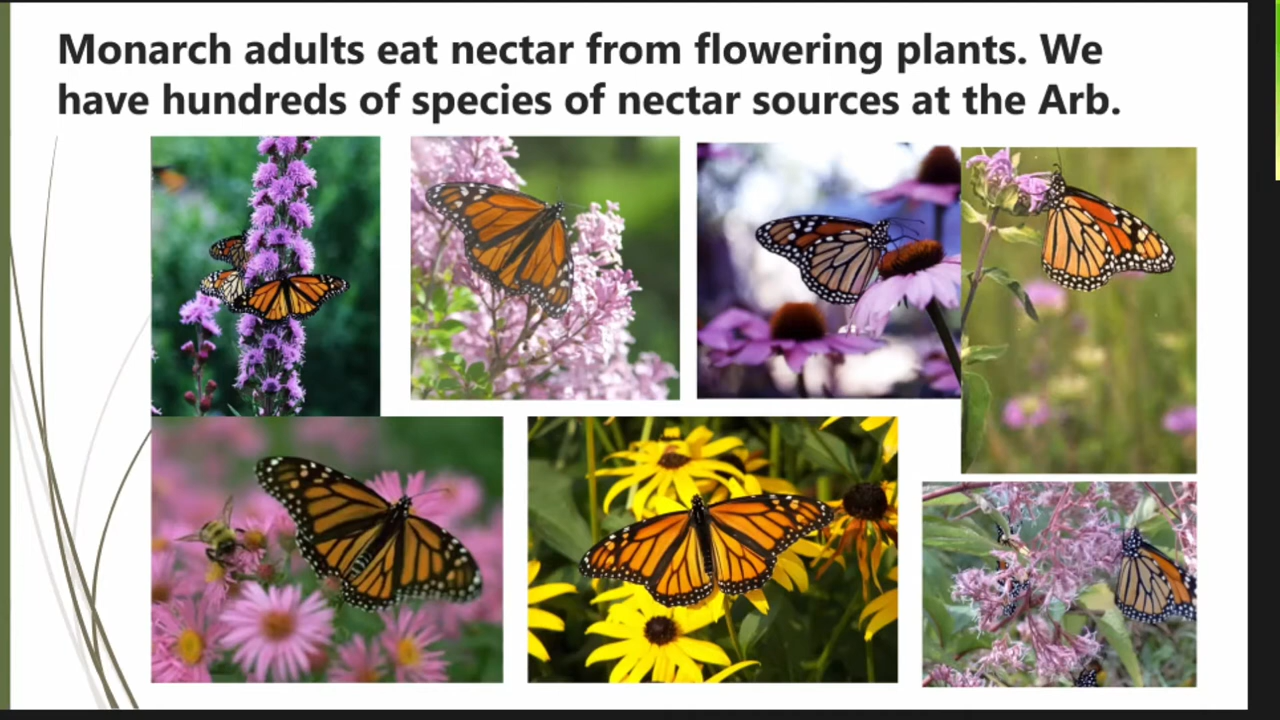 Monarch adults eat nectar from flowering plants. We
have hundreds of species of nectar sources at the Arb.